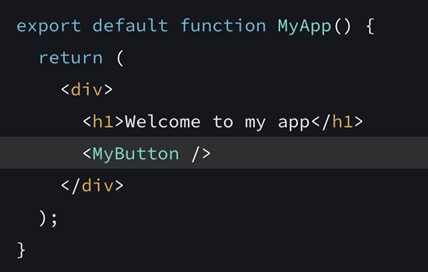 export default function MyApp() {
  return (
    <div>
      <h1>Welcome to my app</h1>
      <MyButton />
    </div>
  );
}